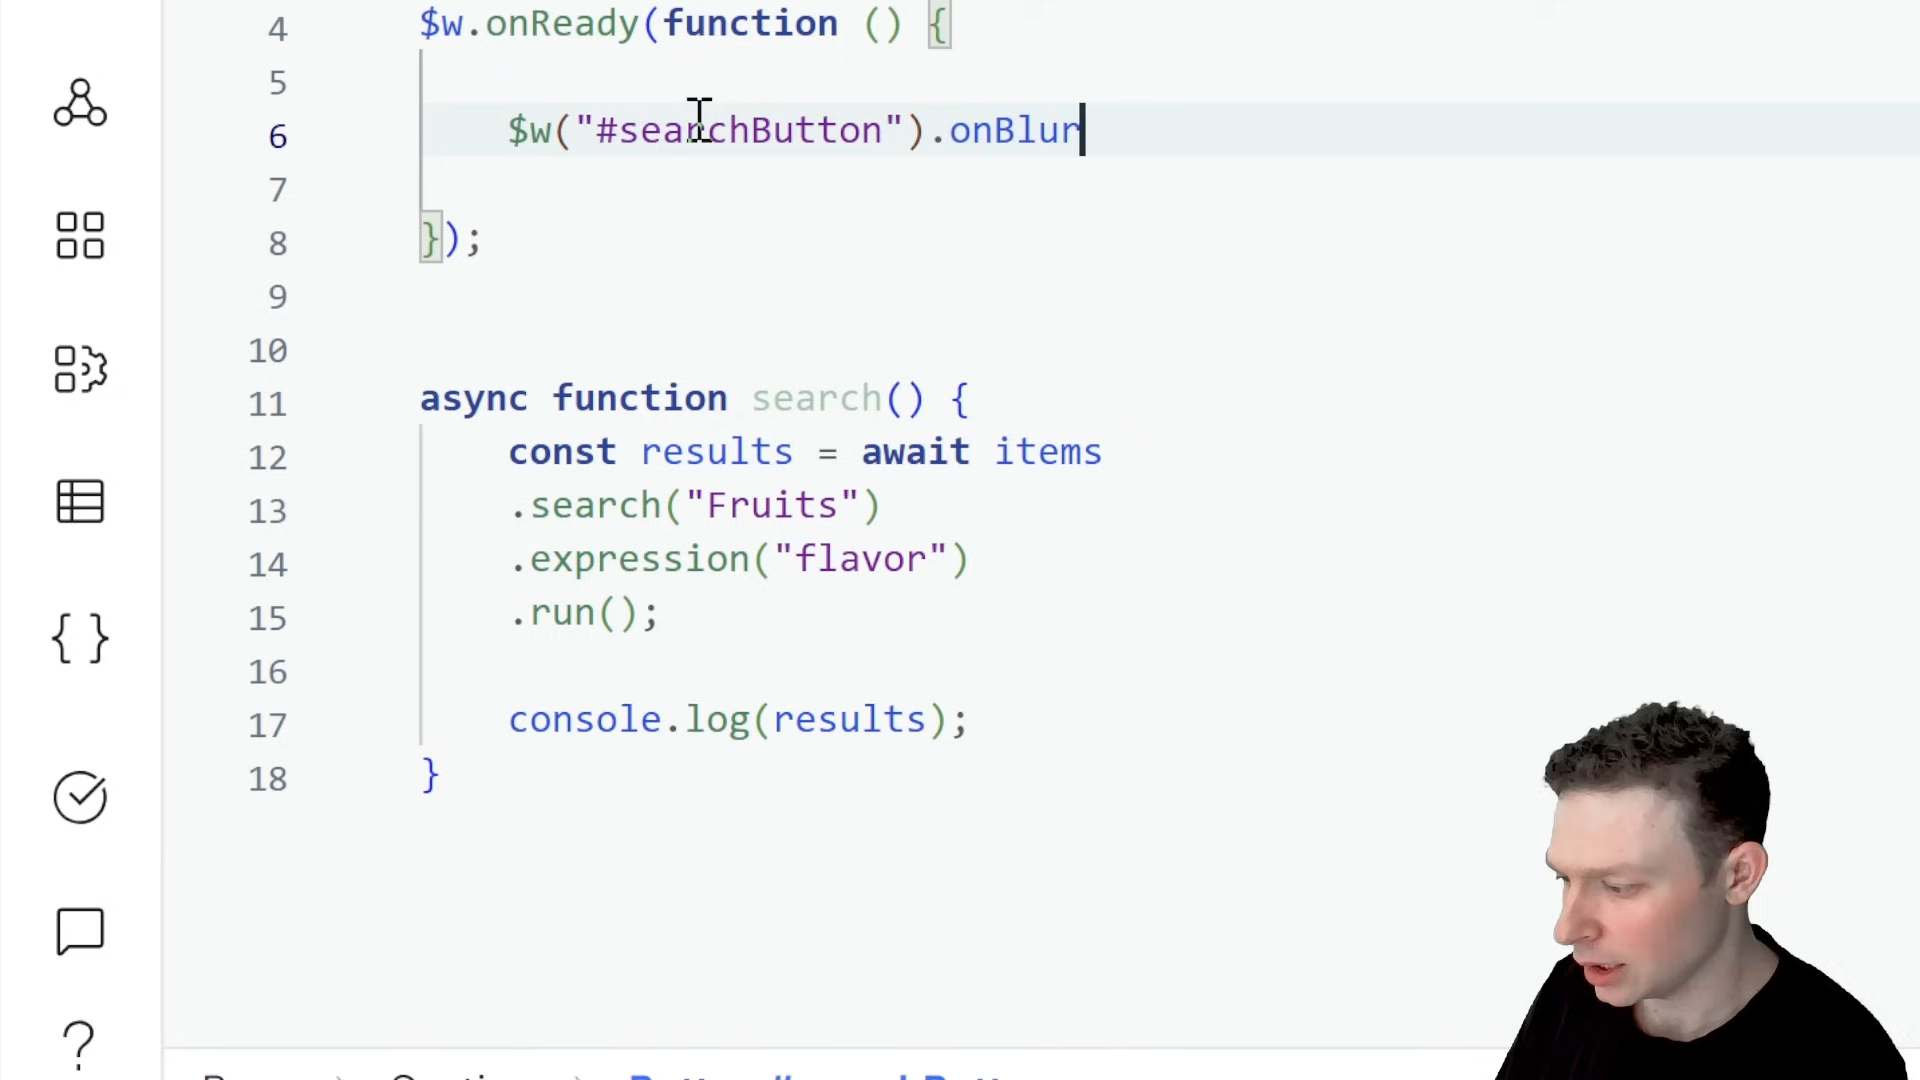 4 $w.onReady(function () {
5
6 $w("#searchButton").onBlur
7
8 });
9
10
11 async function search() {
12 const results = await items
13 .search("Fruits")
14 .expression("flavor")
15 .run();
16
17 console.log(results);
18 }